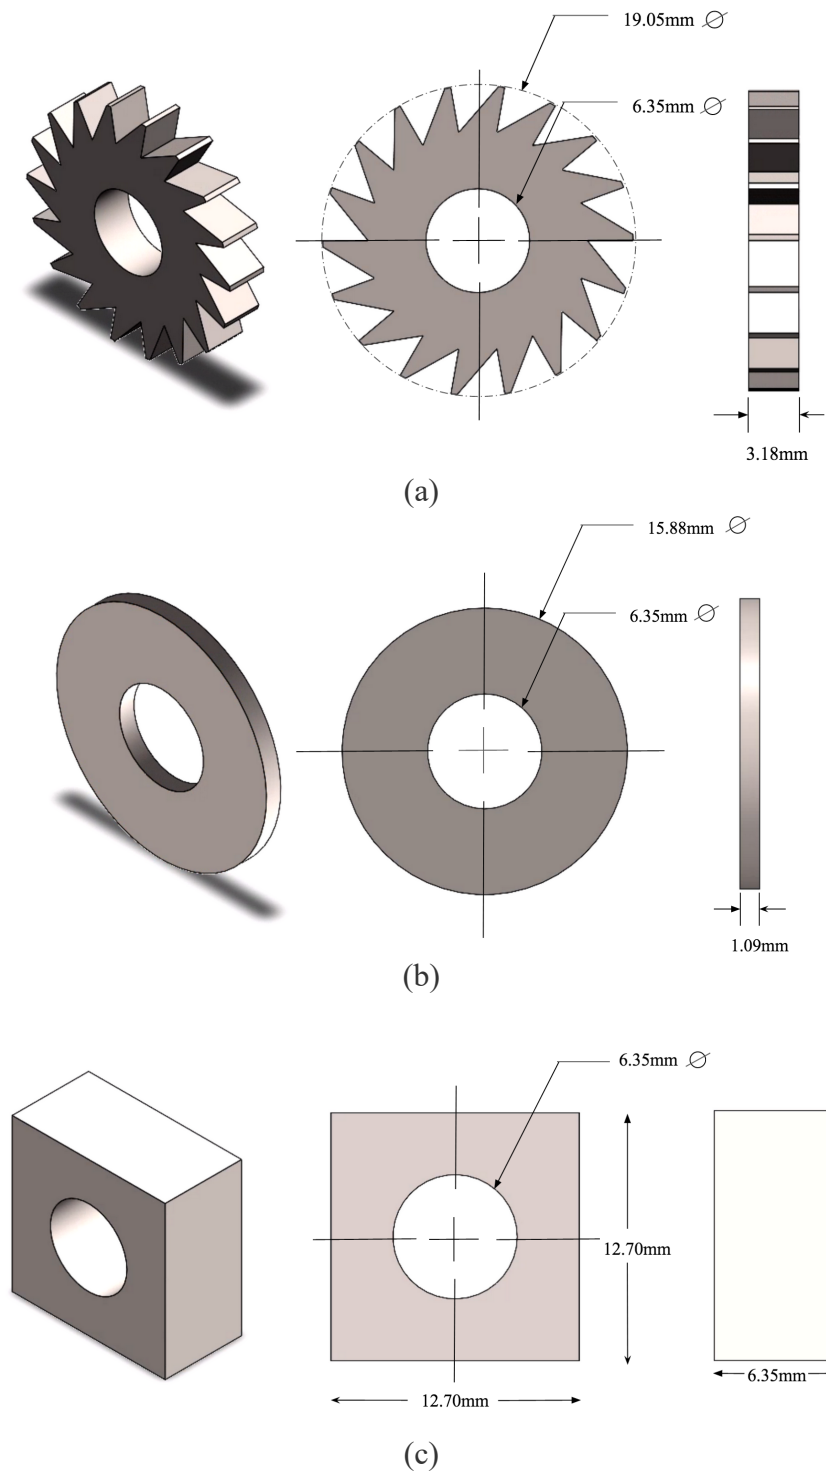 19.05mm ∅
6.35mm ∅
3.18mm
(a)
15.88mm ∅
6.35mm ∅
1.09mm
(b)
6.35mm ∅
12.70mm
12.70mm
6.35mm
(c)